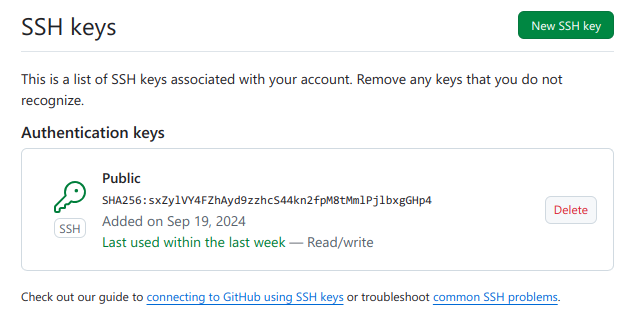 SSH keys
New SSH key
This is a list of SSH keys associated with your account. Remove any keys that you do not
recognize.
Authentication keys
Public
SHA256:sxZylVY4FZhAyd9zzhcS44kn2fpM8tMmlPjlbxgGHp4
SSH
Added on Sep 19, 2024
Last used within the last week — Read/write
Delete
Check out our guide to connecting to GitHub using SSH keys or troubleshoot common SSH problems.